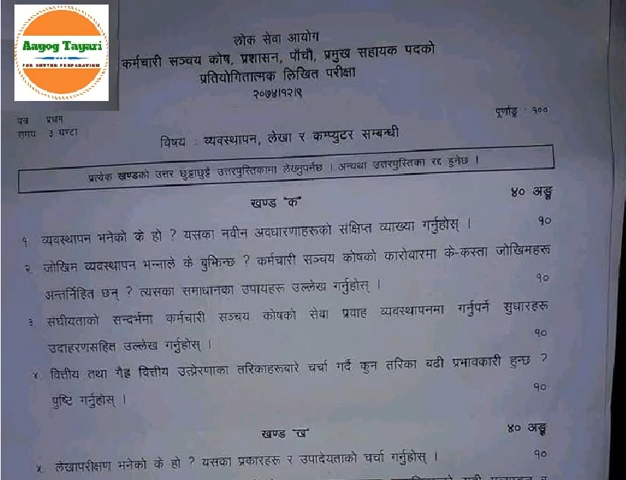 Aayog Tayari
FOR BETTER PREPARATION
लोक सेवा आयोग
कर्मचारी सञ्चय कोष, प्रशासन, पाँचौं, प्रमुख सहायक पदको
प्रतियोगितात्मक लिखित परीक्षा
२०७४।१२।९
पत्र : प्रथम
समय : ३ घण्टा
पूर्णाङ्क : १००
विषय : व्यवस्थापन, लेखा र कम्प्युटर सम्बन्धी
प्रत्येक खण्डको उत्तर छुट्टाछुट्टै उत्तरपुस्तिकामा लेख्नुपर्नेछ । अन्यथा उत्तरपुस्तिका रद्द हुनेछ ।
खण्ड "क" ४० अङ्क
१. व्यवस्थापन भनेको के हो ? यसका नवीन अवधारणाहरुको संक्षिप्त व्याख्या गर्नुहोस् । १०
२. जोखिम व्यवस्थापन भन्नाले के बुझिन्छ ? कर्मचारी सञ्चय कोषको कारोबारमा के-कस्ता जोखिमहरू
अन्तर्निहित छन् ? त्यसका समाधानका उपायहरू उल्लेख गर्नुहोस् । १०
३. संघीयताको सन्दर्भमा कर्मचारी सञ्चय कोषको सेवा प्रवाह व्यवस्थापनमा गर्नुपर्ने सुधारहरू
उदाहरणसहित उल्लेख गर्नुहोस् । १०
४. वित्तीय तथा गैह्र वित्तीय उत्प्रेरणाका तरिकाहरूबारे चर्चा गर्दै कुन तरिका बढी प्रभावकारी हुन्छ ?
पुष्टि गर्नुहोस् । १०
खण्ड "ख" ४० अङ्क
५. लेखापरीक्षण भनेको के हो ? यसका प्रकारहरू र उपादेयताको चर्चा गर्नुहोस् । १०